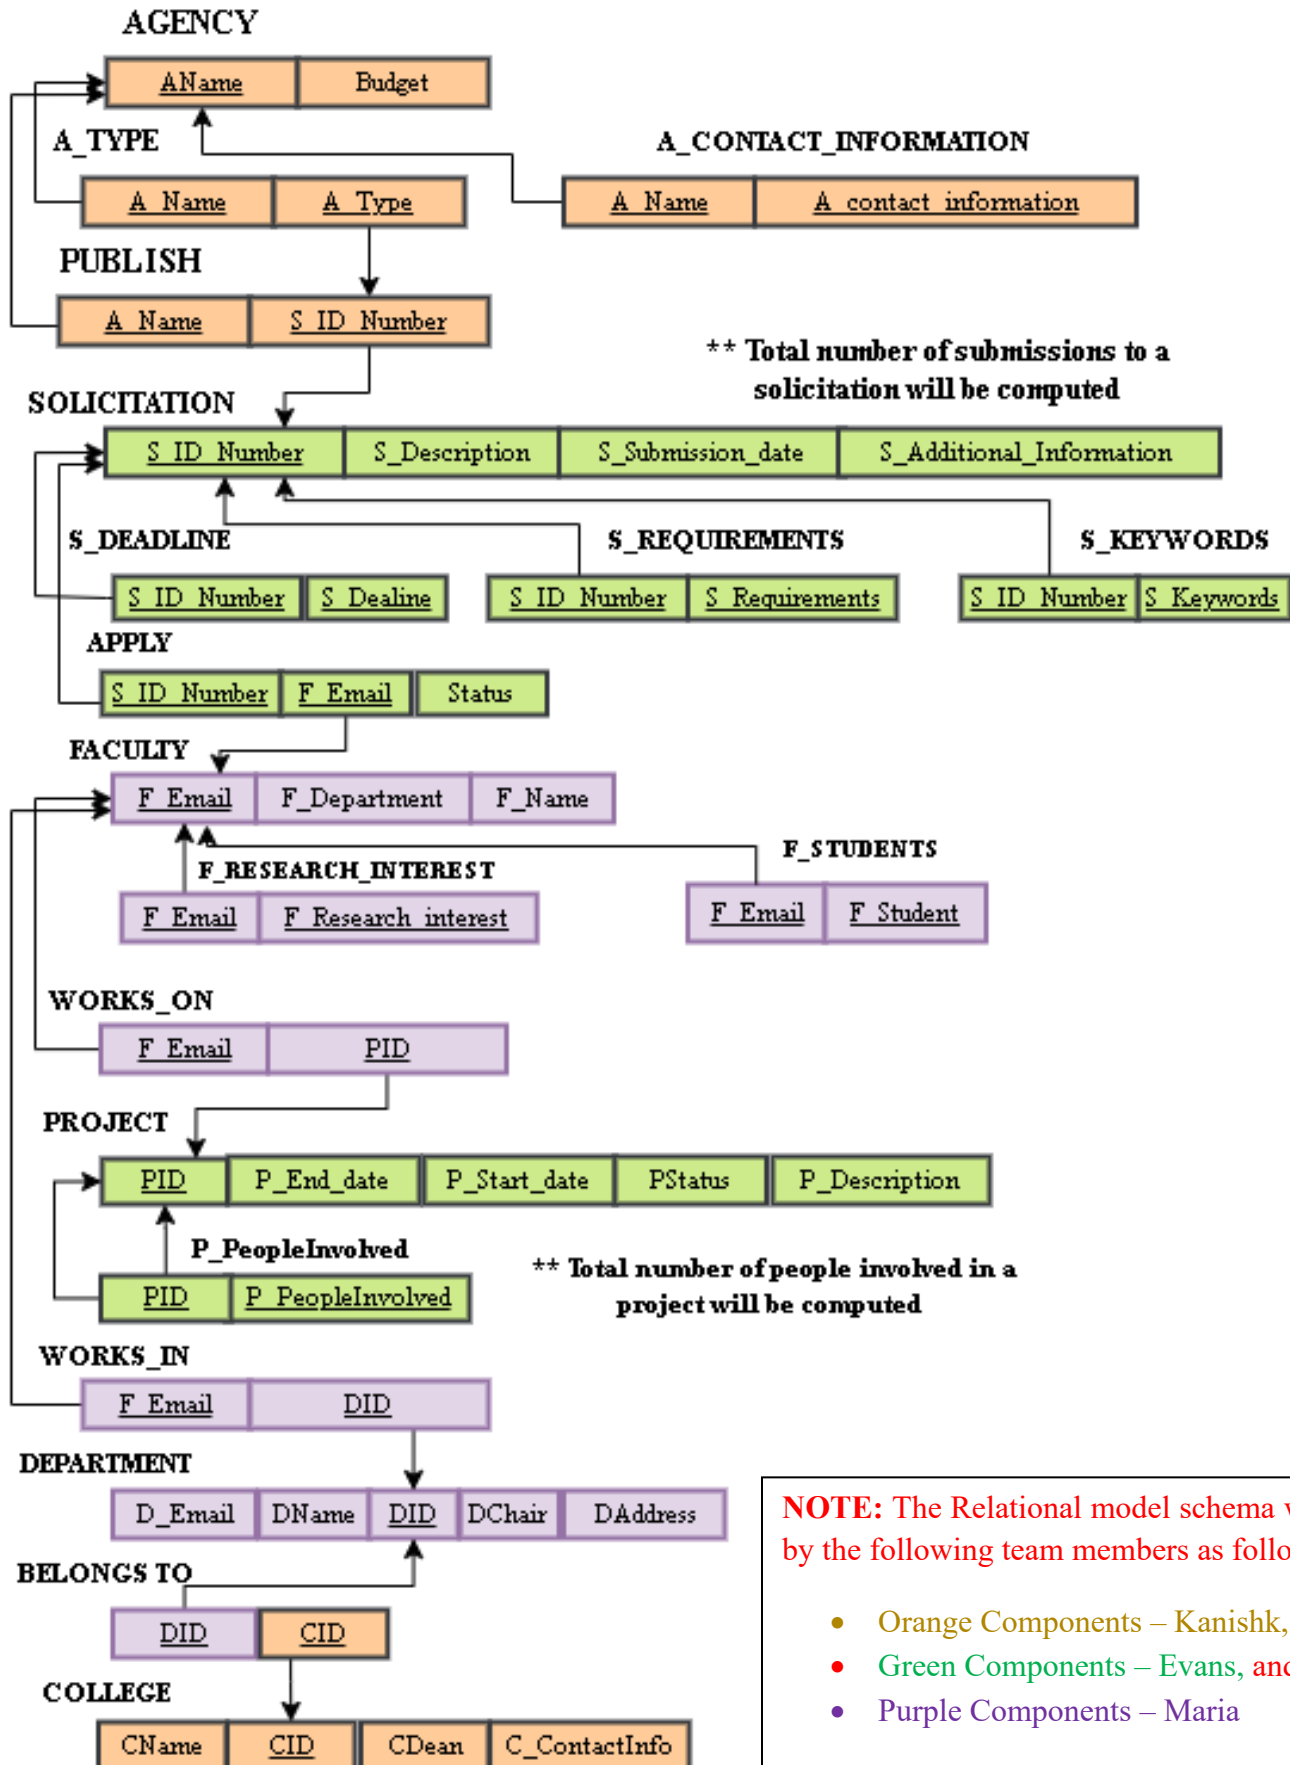 AGENCY
AName Budget
A_TYPE A_CONTACT_INFORMATION
A_Name A_Type A_Name A_contact_information
PUBLISH
A_Name S_ID_Number
** Total number of submissions to a
solicitation will be computed
SOLICITATION
S_ID_Number S_Description S_Submission_date S_Additional_Information
S_DEADLINE S_REQUIREMENTS S_KEYWORDS
S_ID_Number S_Dealine S_ID_Number S_Requirements S_ID_Number S_Keywords
APPLY
S_ID_Number F_Email Status
FACULTY
F_Email F_Department F_Name
F_RESEARCH_INTEREST F_STUDENTS
F_Email F_Research_interest F_Email F_Student
WORKS_ON
F_Email PID
PROJECT
PID P_End_date P_Start_date PStatus P_Description
P_PeopleInvolved
PID P_PeopleInvolved
** Total number of people involved in a
project will be computed
WORKS_IN
F_Email DID
DEPARTMENT
D_Email DName DID DChair DAddress
BELONGS TO
DID CID
COLLEGE
CName CID CDean C_ContactInfo
NOTE: The Relational model schema
by the following team members as
• Orange Components – Kanishk,
• Green Components – Evans,
• Purple Components – Maria